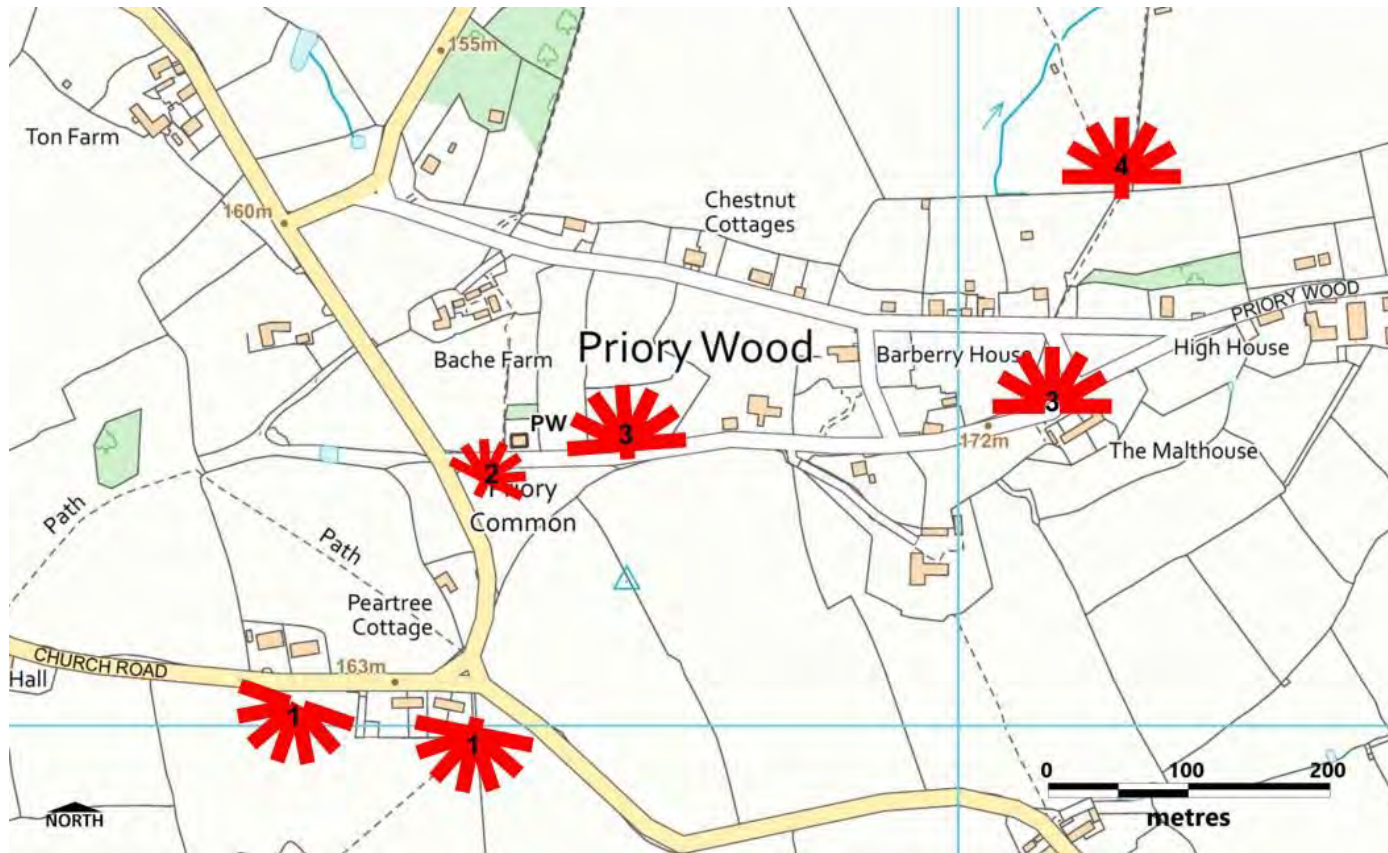 155m
Ton Farm
160m
Chestnut
Cottages
PRIORY WOOD
Priory Wood
Bache Farm
Barberry House
High House
PW
4
3
3
2
172m
The Malthouse
Priory
Common
Path
Path
Peartree
Cottage
CHURCH ROAD
163m
Hall
1
1
0 100 200
metres
NORTH